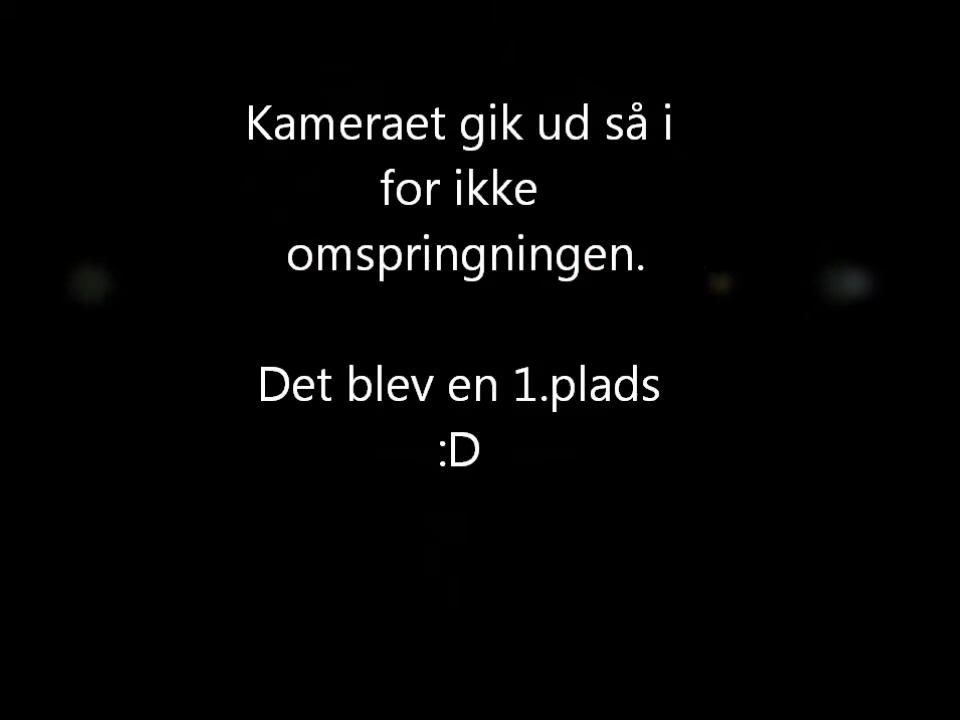 Kameraet gik ud så i
for ikke
omspringningen.
Det blev en 1.plads
:D